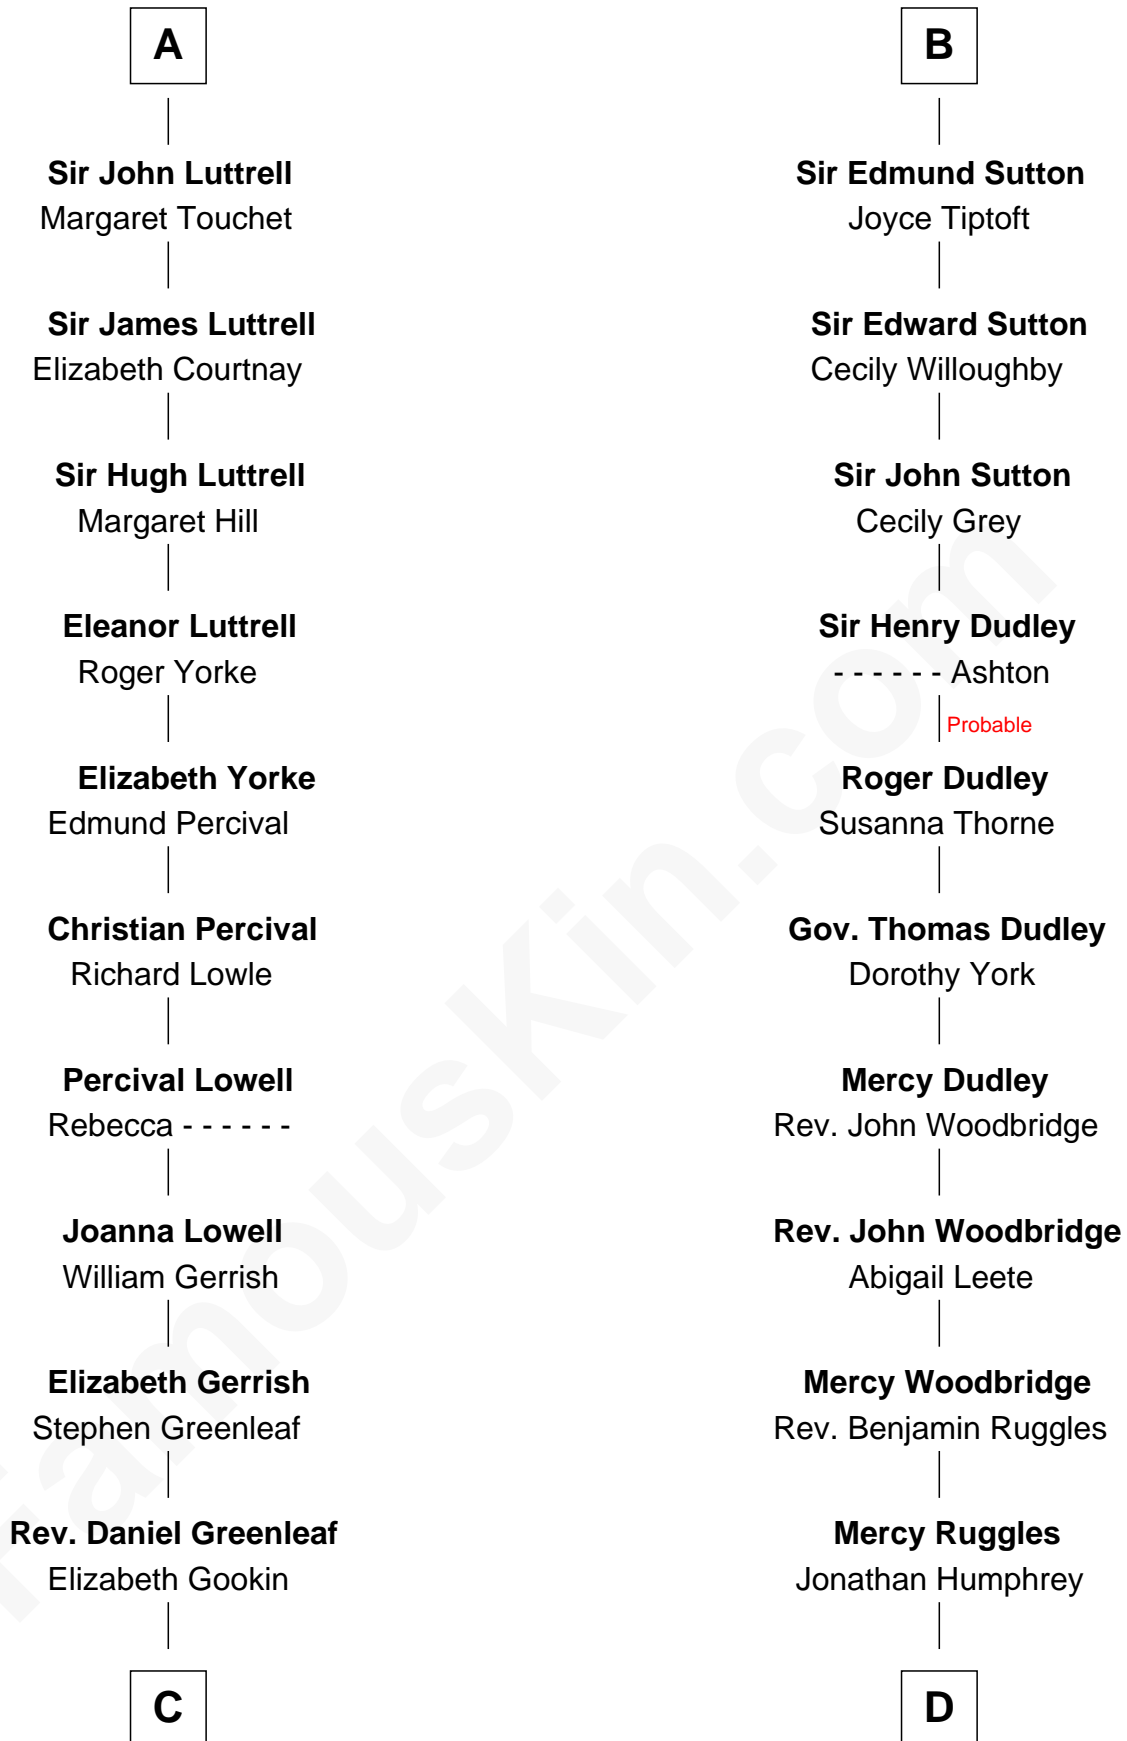 A
Sir John Luttrell
Margaret Touchet
Sir James Luttrell
Elizabeth Courtnay
Sir Hugh Luttrell
Margaret Hill
Eleanor Luttrell
Roger Yorke
Elizabeth Yorke
Edmund Percival
Christian Percival
Richard Lowle
Percival Lowell
Rebecca - - - - - -
Joanna Lowell
William Gerrish
Elizabeth Gerrish
Stephen Greenleaf
Rev. Daniel Greenleaf
Elizabeth Gookin
C
B
Sir Edmund Sutton
Joyce Tiptoft
Sir Edward Sutton
Cecily Willoughby
Sir John Sutton
Cecily Grey
Sir Henry Dudley
- - - - - - Ashton
Probable
Roger Dudley
Susanna Thorne
Gov. Thomas Dudley
Dorothy York
Mercy Dudley
Rev. John Woodbridge
Rev. John Woodbridge
Abigail Leete
Mercy Woodbridge
Rev. Benjamin Ruggles
Mercy Ruggles
Jonathan Humphrey
D
FamousKin.com